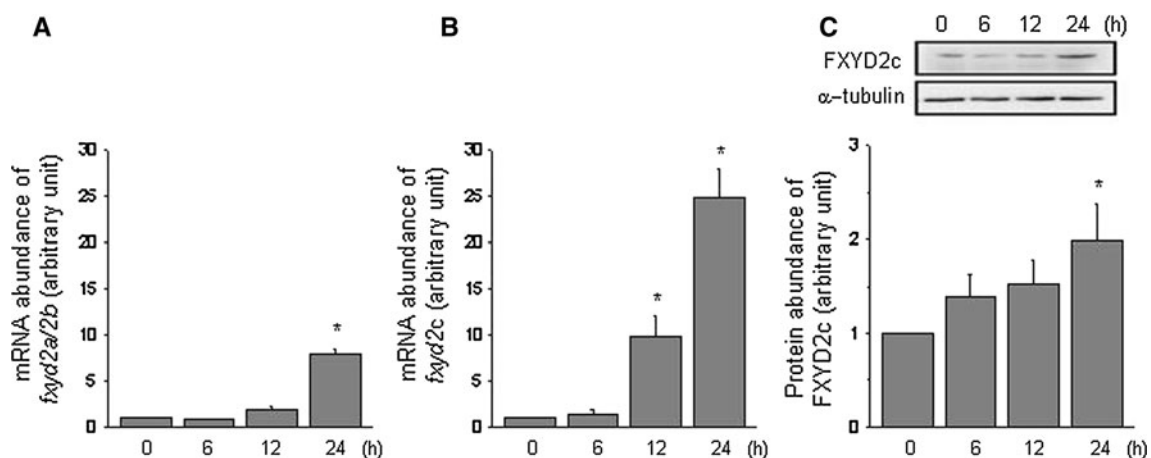 A
mRNA abundance of
fxyd2a/2b (arbitrary unit)
30
25
20
15
10
5
0
*
0 6 12 24 (h)
B
mRNA abundance of
fxyd2c (arbitrary unit)
30
25
20
15
10
5
0
*
*
0 6 12 24 (h)
C
0 6 12 24 (h)
FXYD2c
α-tubulin
Protein abundance of
FXYD2c (arbitrary unit)
3
2
1
0
*
0 6 12 24 (h)